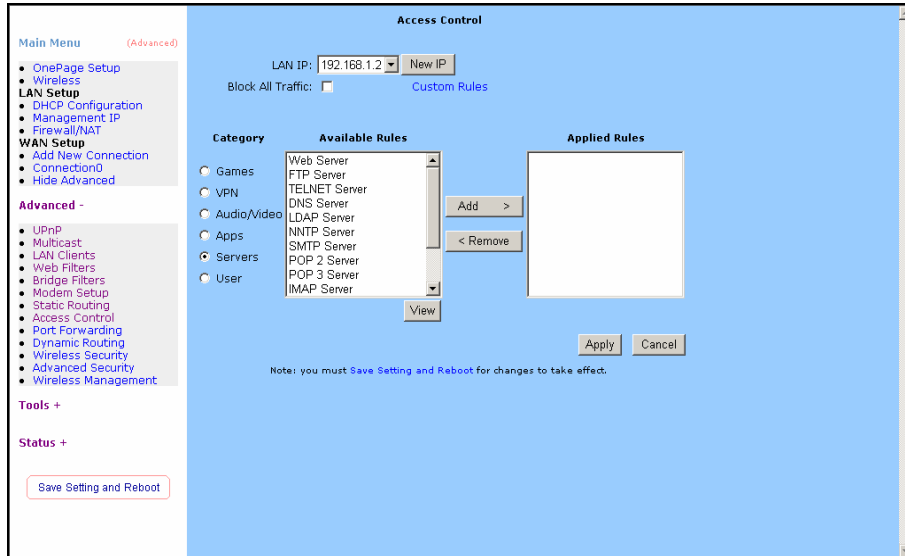 Access Control
Main Menu (Advanced)
OnePage Setup
Wireless
LAN Setup
DHCP Configuration
Management IP
Firewall/NAT
WAN Setup
Add New Connection
Connection0
Hide Advanced
Advanced -
UPnP
Multicast
LAN Clients
Web Filters
Bridge Filters
Modem Setup
Static Routing
Access Control
Port Forwarding
Dynamic Routing
Wireless Security
Advanced Security
Wireless Management
Tools +
Status +
Save Setting and Reboot
LAN IP: 192.168.1.2 New IP
Block All Traffic: Custom Rules
Category Available Rules Applied Rules
Games
VPN
Audio/Video
Apps
Servers
User
Web Server
FTP Server
TELNET Server
DNS Server
LDAP Server
NNTP Server
SMTP Server
POP 2 Server
POP 3 Server
IMAP Server
Add >
< Remove
View
Apply Cancel
Note: you must Save Setting and Reboot for changes to take effect.